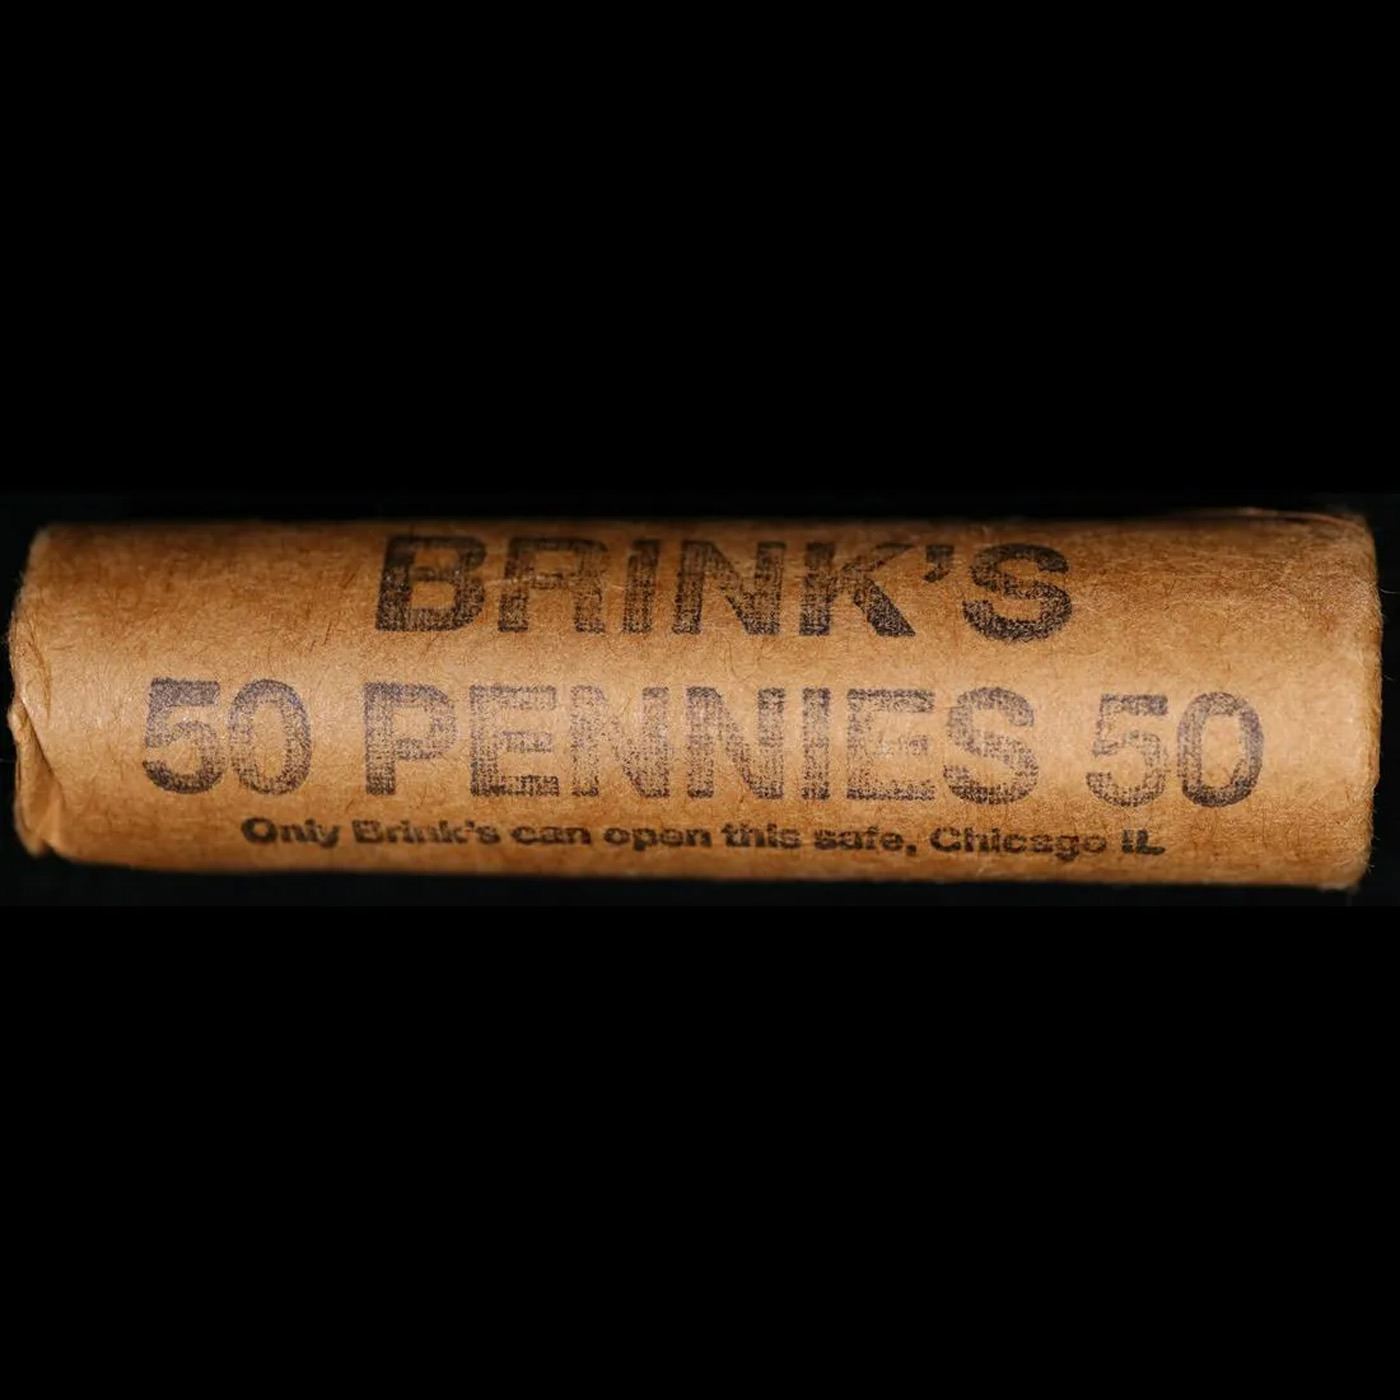 BRINK'S
50 PENNIES 50
Only Brink's can open this safe, Chicago IL